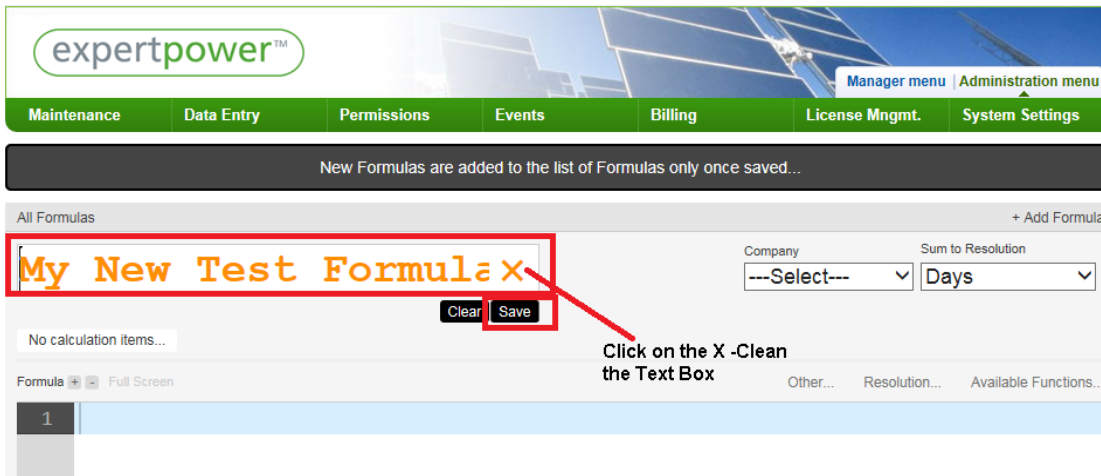 expertpower™
Manager menu | Administration menu
Maintenance Data Entry Permissions Events Billing License Mngmt. System Settings
New Formulas are added to the list of Formulas only once saved...
All Formulas + Add Formula
My New Test Formula ×
Company Sum to Resolution
---Select--- Days
Clear Save
No calculation items...
Click on the X -Clean
the Text Box
Formula + - Full Screen Other... Resolution... Available Functions...
1